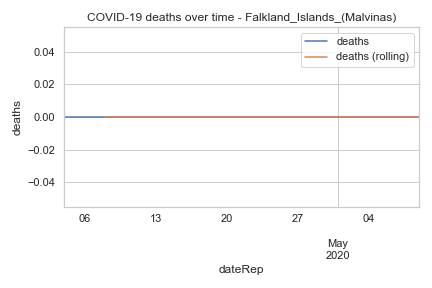 COVID-19 deaths over time - Falkland_Islands_(Malvinas)
deaths
deaths (rolling)
deaths
0.04
0.02
0.00
−0.02
−0.04
06 13 20 27 04
May
2020
dateRep